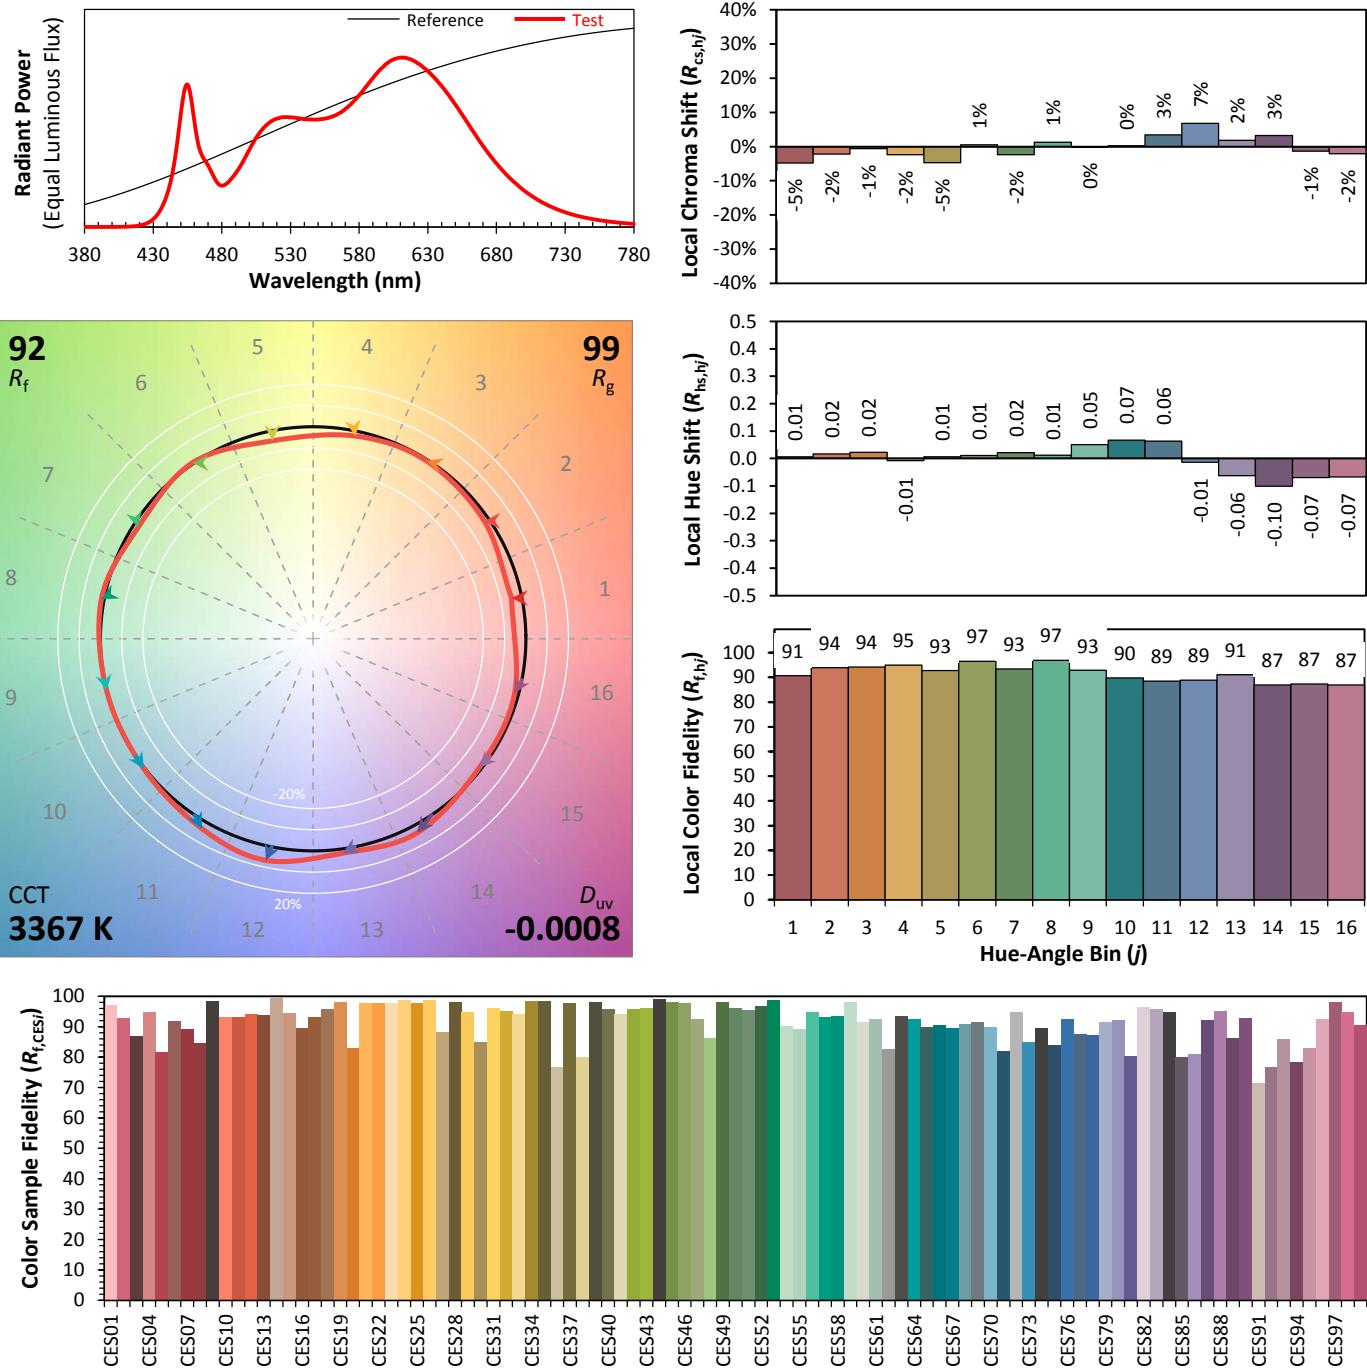 Reference Test
Radiant Power
(Equal Luminous Flux)
380 430 480 530 580 630 680 730 780
Wavelength (nm)
Local Chroma Shift (Rcs,hj)
40%
30%
20%
10%
0%
-10%
-20%
-30%
-40%
-5% -2% -1% -2% -5% 1% -2% 1% 0% 0% 3% 7% 2% 3% -1% -2%
92
Rf
99
Rg
CCT
3367 K
Duv
-0.0008
1 2 3 4 5 6 7 8 9 10 11 12 13 14 15 16
-20%
20%
Local Hue Shift (Rhs,hj)
0.5
0.4
0.3
0.2
0.1
0.0
-0.1
-0.2
-0.3
-0.4
-0.5
0.01 0.02 0.02 -0.01 0.01 0.01 0.02 0.01 0.05 0.07 0.06 -0.01 -0.06 -0.10 -0.07 -0.07
Local Color Fidelity (Rf,hj)
100
90
80
70
60
50
40
30
20
10
0
91 94 94 95 93 97 93 97 93 90 89 89 91 87 87 87
1 2 3 4 5 6 7 8 9 10 11 12 13 14 15 16
Hue-Angle Bin (j)
Color Sample Fidelity (Rf,CESi)
100
90
80
70
60
50
40
30
20
10
0
CES01 CES04 CES07 CES10 CES13 CES16 CES19 CES22 CES25 CES28 CES31 CES34 CES37 CES40 CES43 CES46 CES49 CES52 CES55 CES58 CES61 CES64 CES67 CES70 CES73 CES76 CES79 CES82 CES85 CES88 CES91 CES94 CES97